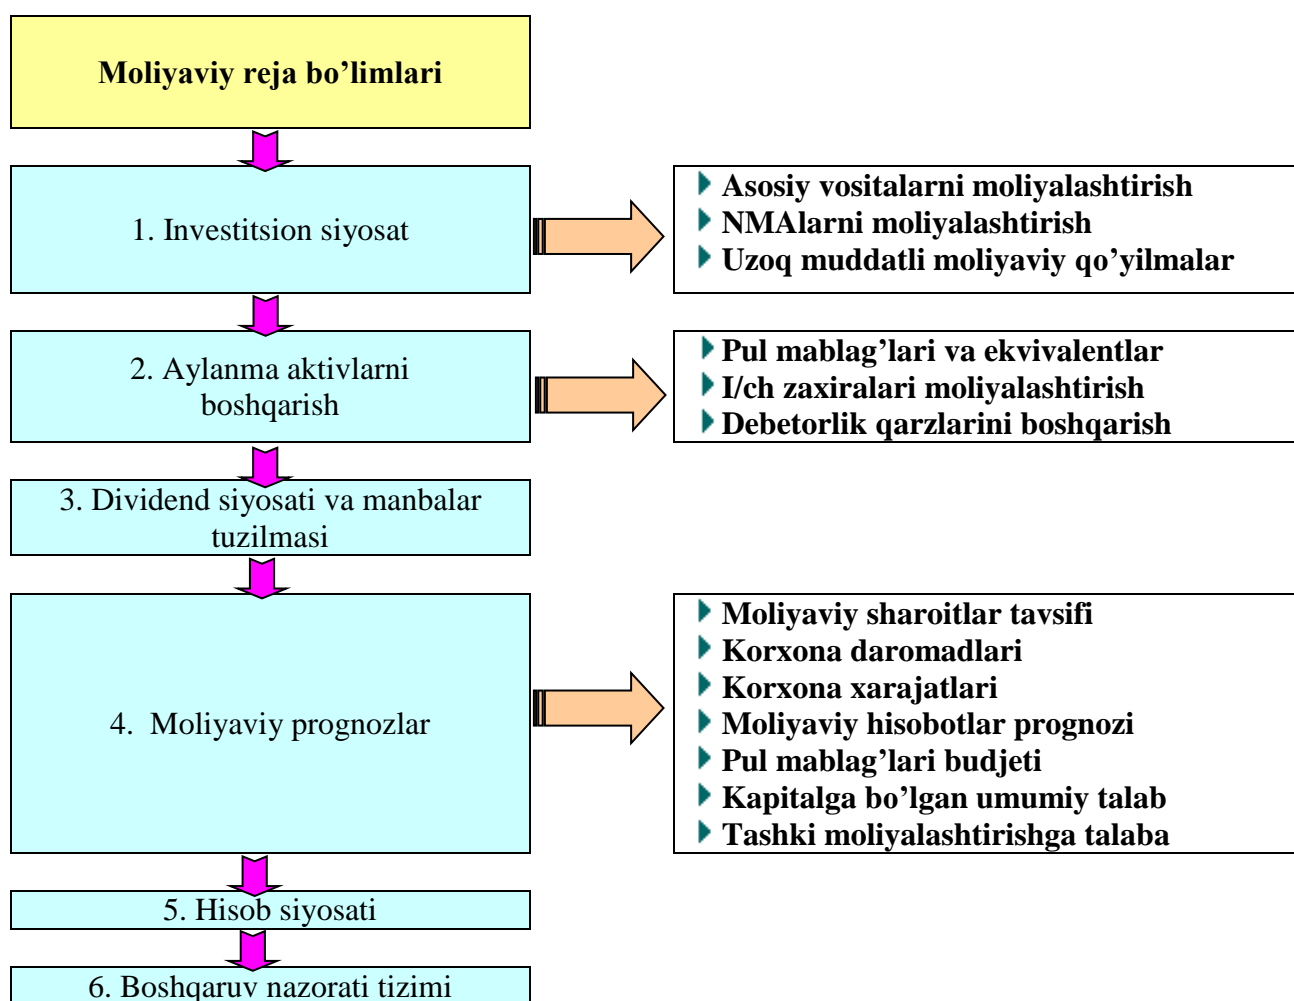 Moliyaviy reja bo’limlari
1. Investitsion siyosat
Asosiy vositalarni moliyalashtirish
NMAlarni moliyalashtirish
Uzoq muddatli moliyaviy qo’yilmalar
2. Aylanma aktivlarni
boshqarish
Pul mablag’lari va ekvivalentlar
I/ch zaxiralari moliyalashtirish
Debetorlik qarzlarini boshqarish
3. Dividend siyosati va manbalar
tuzilmasi
4. Moliyaviy prognozlar
Moliyaviy sharoitlar tavsifi
Korxona daromadlari
Korxona xarajatlari
Moliyaviy hisobotlar prognozi
Pul mablag’lari budjeti
Kapitalga bo’lgan umumiy talab
Tashki moliyalashtirishga talaba
5. Hisob siyosati
6. Boshqaruv nazorati tizimi